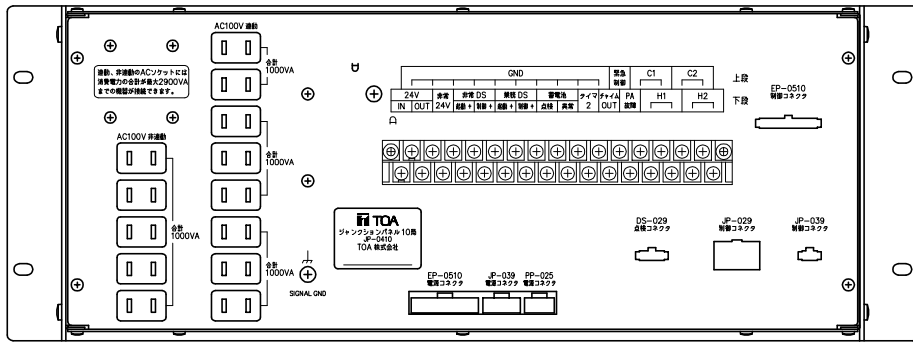 AC100V 連動
連動、非連動のACソケットには
消費電力の合計が最大2900VA
までの機器が接続できます。
合計
1000VA
AC100V 非連動
合計
1000VA
合計
1000VA
合計
1000VA
GND
緊急
制御
C1
C2
上段
24V
非常
24V
非常 DS
業務 DS
蓄電池
タイマ
2
チャイム
OUT
PA
故障
H1
H2
下段
IN
OUT
起動 +
制御 +
起動 +
制御 +
点検
異常
EP-0510
制御コネクタ
TOA
ジャンクションパネル 10局
JP-0410
TOA 株式会社
SIGNAL GND
DS-029
点検コネクタ
JP-029
制御コネクタ
JP-039
制御コネクタ
EP-0510
電源コネクタ
JP-039
電源コネクタ
PP-025
電源コネクタ